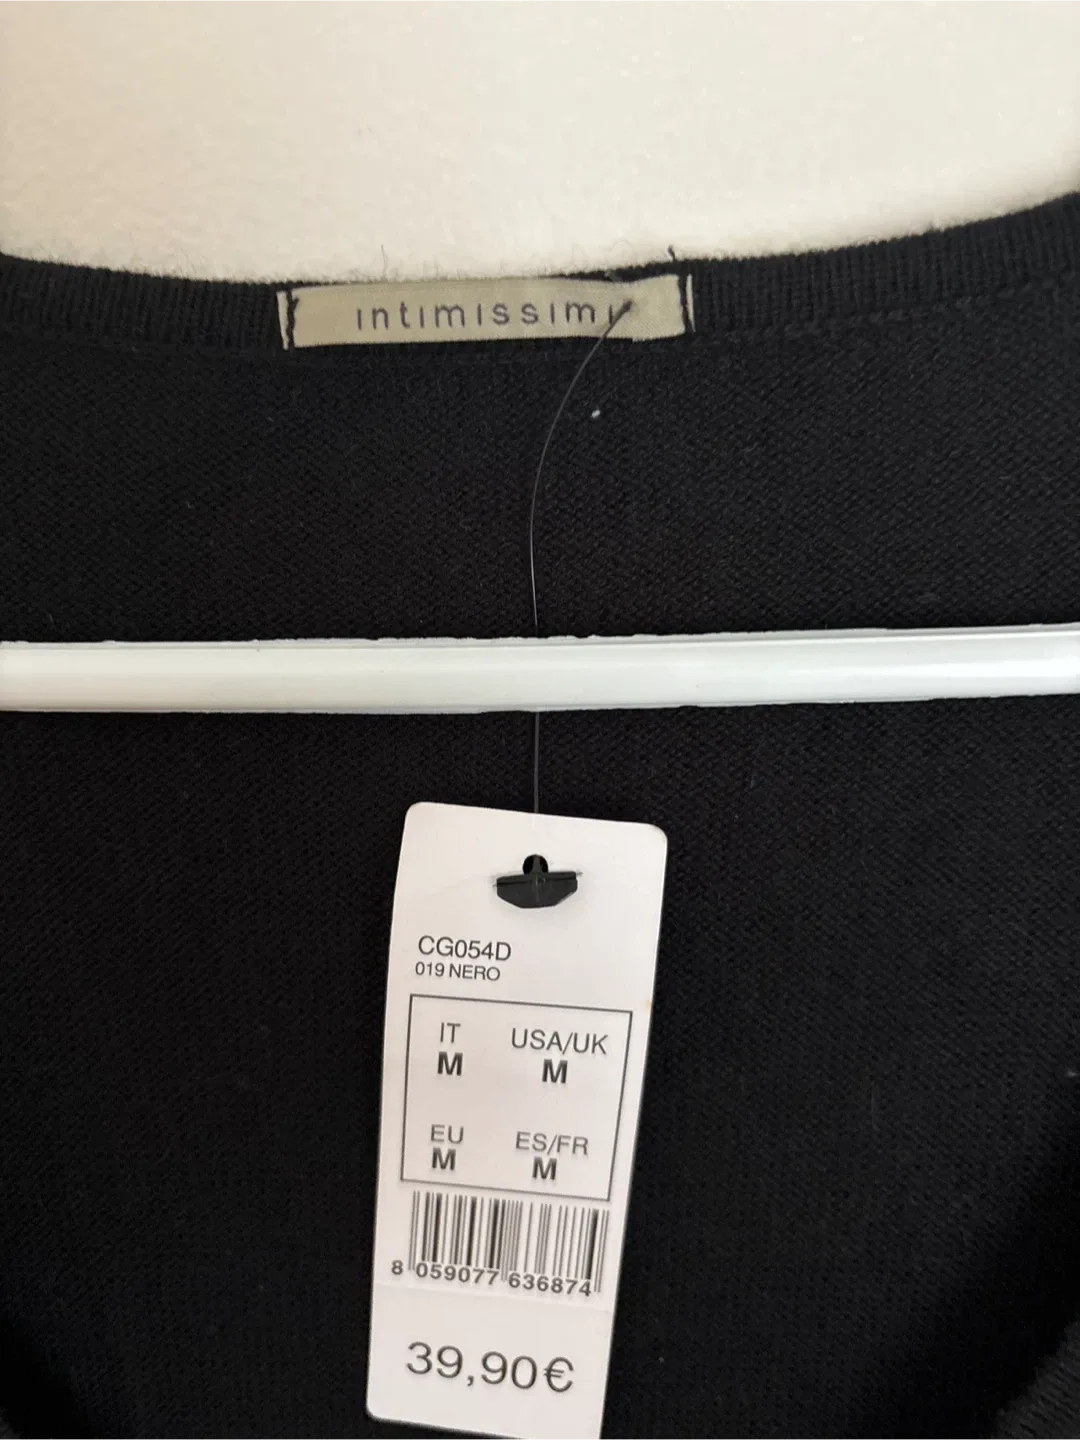 intimissimi
CG054D
019 NERO
IT USA/UK
M M
EU ES/FR
M M
8 059077 636874
39,90€